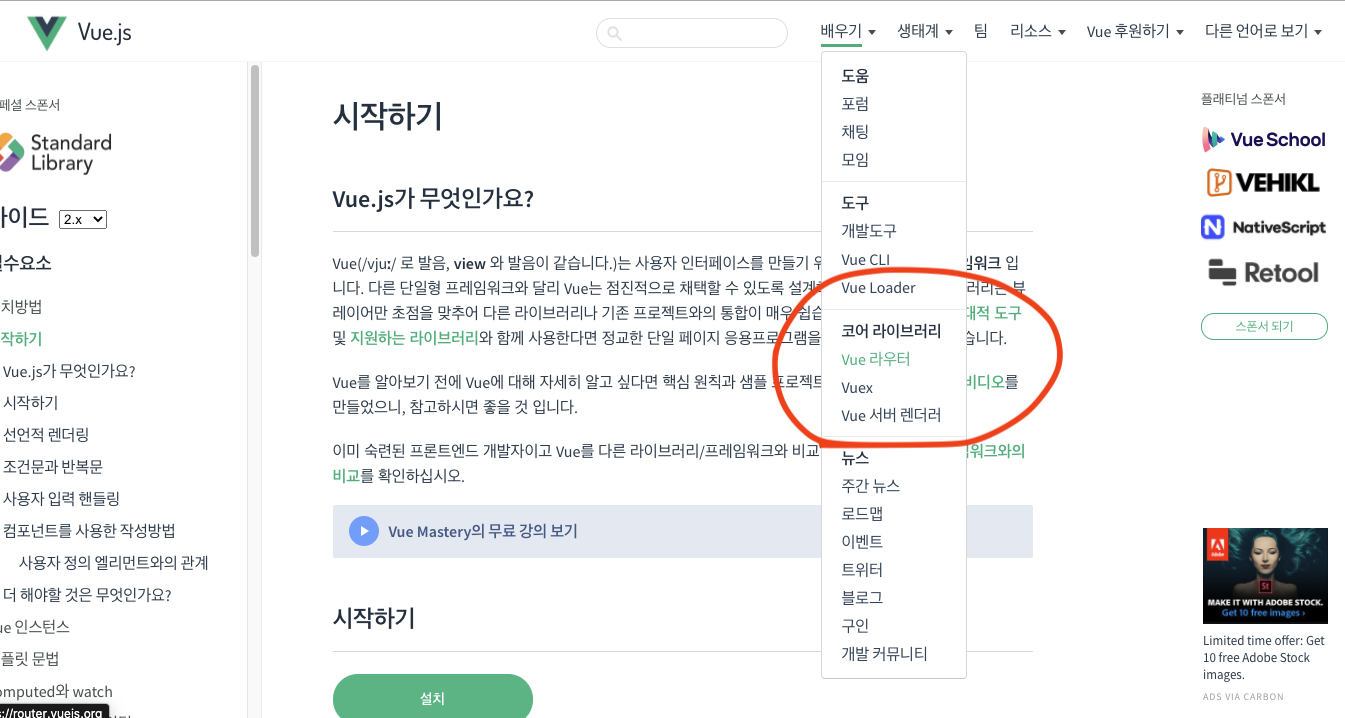 Vue.js
배우기
생태계
팀
리소스
Vue 후원하기
다른 언어로 보기
페셜 스폰서
Standard
Library
이드
2.x
수요소
치방법
작하기
Vue.js가 무엇인가요?
시작하기
선언적 렌더링
조건문과 반복문
사용자 입력 핸들링
컴포넌트를 사용한 작성방법
사용자 정의 엘리먼트와의 관계
더 해야할 것은 무엇인가요?
ue 인스턴스
플릿 문법
omputed와 watch
://router.vuejs.org
시작하기
Vue.js가 무엇인가요?
Vue(/vjuː/ 로 발음, view 와 발음이 같습니다.)는 사용자 인터페이스를 만들기 위 임워크 입
니다. 다른 단일형 프레임워크와 달리 Vue는 점진적으로 채택할 수 있도록 설계하 러리는 뷰
레이어만 초점을 맞추어 다른 라이브러리나 기존 프로젝트와의 통합이 매우 쉽습 대적 도구
및 지원하는 라이브러리와 함께 사용한다면 정교한 단일 페이지 응용프로그램을 습니다.
Vue를 알아보기 전에 Vue에 대해 자세히 알고 싶다면 핵심 원칙과 샘플 프로젝트 비디오를
만들었으니, 참고하시면 좋을 것 입니다.
이미 숙련된 프론트엔드 개발자이고 Vue를 다른 라이브러리/프레임워크와 비교 임워크와의
비교를 확인하십시오.
Vue Mastery의 무료 강의 보기
시작하기
설치
도움
포럼
채팅
모임
도구
개발도구
Vue CLI
Vue Loader
코어 라이브러리
Vue 라우터
Vuex
Vue 서버 렌더러
뉴스
주간 뉴스
로드맵
이벤트
트위터
블로그
구인
개발 커뮤니티
플래티넘 스폰서
Vue School
VEHIKL
NativeScript
Retool
스폰서 되기
Adobe
St
MAKE IT WITH ADOBE STOCK.
Get 10 free images ›
Limited time offer: Get
10 free Adobe Stock
images.
ADS VIA CARBON